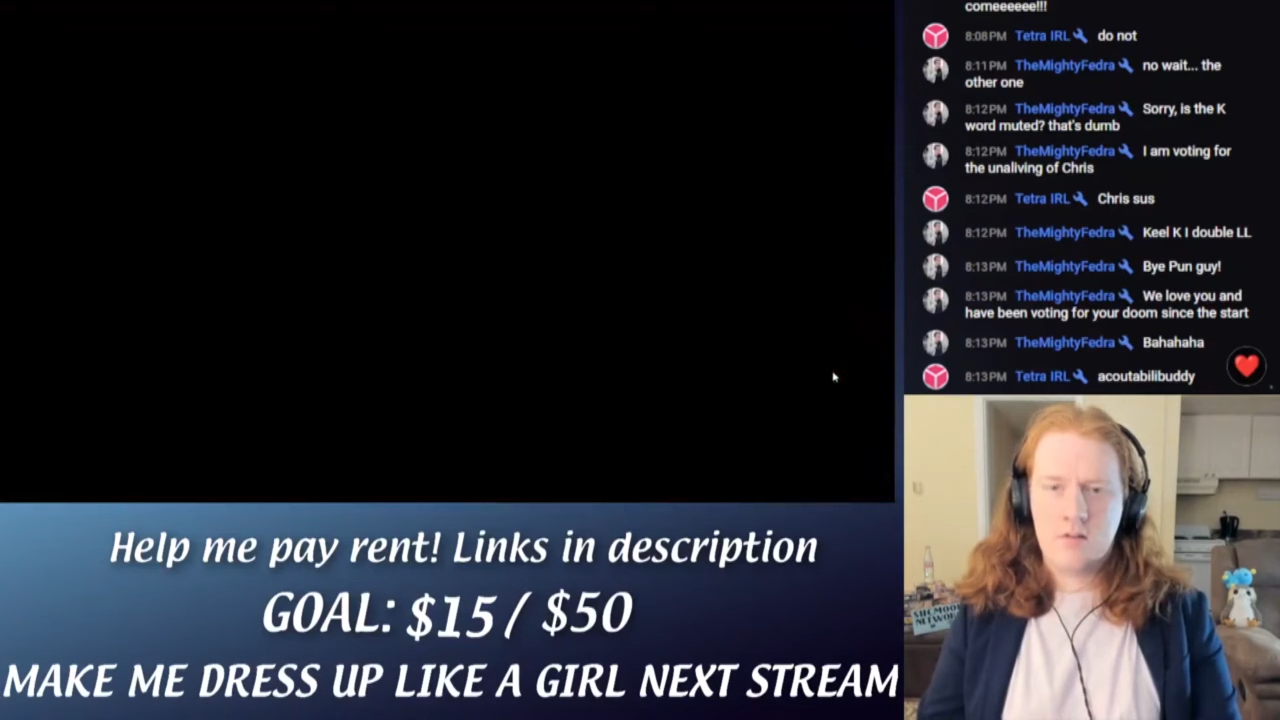 comeeeeee!!!
8:08PM Tetra IRL do not
8:11PM TheMightyFedra no wait... the
other one
8:12PM TheMightyFedra Sorry, is the K
word muted? that's dumb
8:12PM TheMightyFedra I am voting for
the unaliving of Chris
8:12PM Tetra IRL Chris sus
8:12PM TheMightyFedra Keel K I double LL
8:13PM TheMightyFedra Bye Pun guy!
8:13PM TheMightyFedra We love you and
have been voting for your doom since the start
8:13PM TheMightyFedra Bahahaha
8:13PM Tetra IRL acoutabilibuddy
Help me pay rent! Links in description
GOAL: $15 / $50
MAKE ME DRESS UP LIKE A GIRL NEXT STREAM
NETWORK